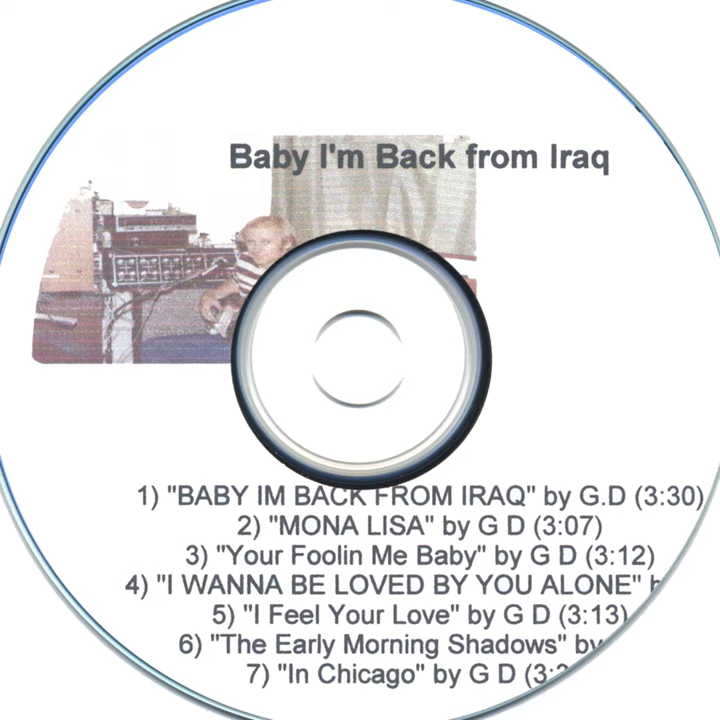 Baby I'm Back from Iraq
1) "BABY IM BACK FROM IRAQ" by G.D (3:30)
2) "MONA LISA" by G D (3:07)
3) "Your Foolin Me Baby" by G D (3:12)
4) "I WANNA BE LOVED BY YOU ALONE"
5) "I Feel Your Love" by G D (3:13)
6) "The Early Morning Shadows" by
7) "In Chicago" by G D